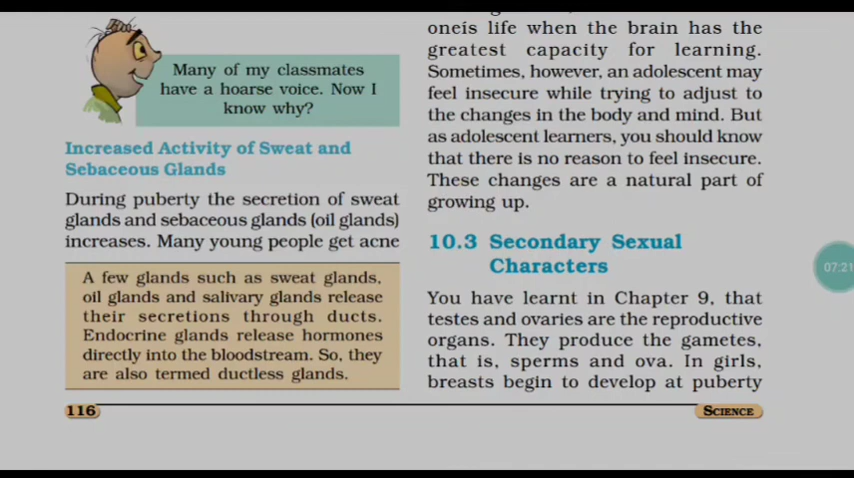 Many of my classmates
have a hoarse voice. Now I
know why?
Increased Activity of Sweat and
Sebaceous Glands
During puberty the secretion of sweat
glands and sebaceous glands (oil glands)
increases. Many young people get acne
A few glands such as sweat glands,
oil glands and salivary glands release
their secretions through ducts.
Endocrine glands release hormones
directly into the bloodstream. So, they
are also termed ductless glands.
116
oneís life when the brain has the
greatest capacity for learning.
Sometimes, however, an adolescent may
feel insecure while trying to adjust to
the changes in the body and mind. But
as adolescent learners, you should know
that there is no reason to feel insecure.
These changes are a natural part of
growing up.
10.3 Secondary Sexual
Characters
You have learnt in Chapter 9, that
testes and ovaries are the reproductive
organs. They produce the gametes,
that is, sperms and ova. In girls,
breasts begin to develop at puberty
SCIENCE
07:21